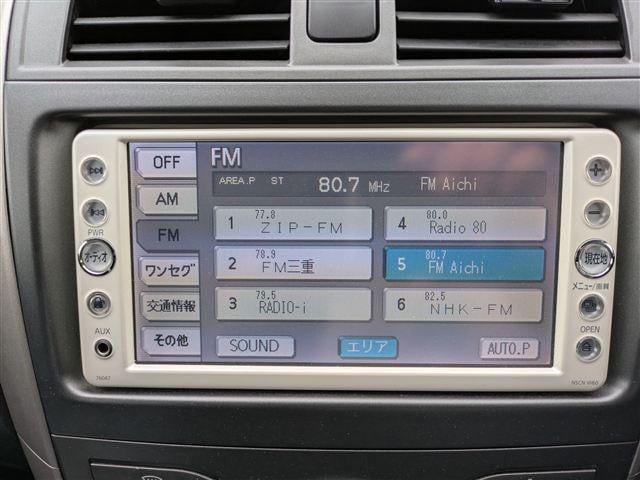 OFF
AM
FM
ワンセグ
交通情報
その他
FM
AREA.P ST 80.7 MHz FM Aichi
1 77.8 ZIP-FM
4 80.0 Radio 80
2 78.9 FM三重
5 80.7 FM Aichi
3 79.5 RADIO-i
6 82.5 NHK-FM
SOUND
エリア
AUTO.P
PWR
オーディオ
AUX
76047
現在地
メニュー/画質
OPEN
NSCN-W60